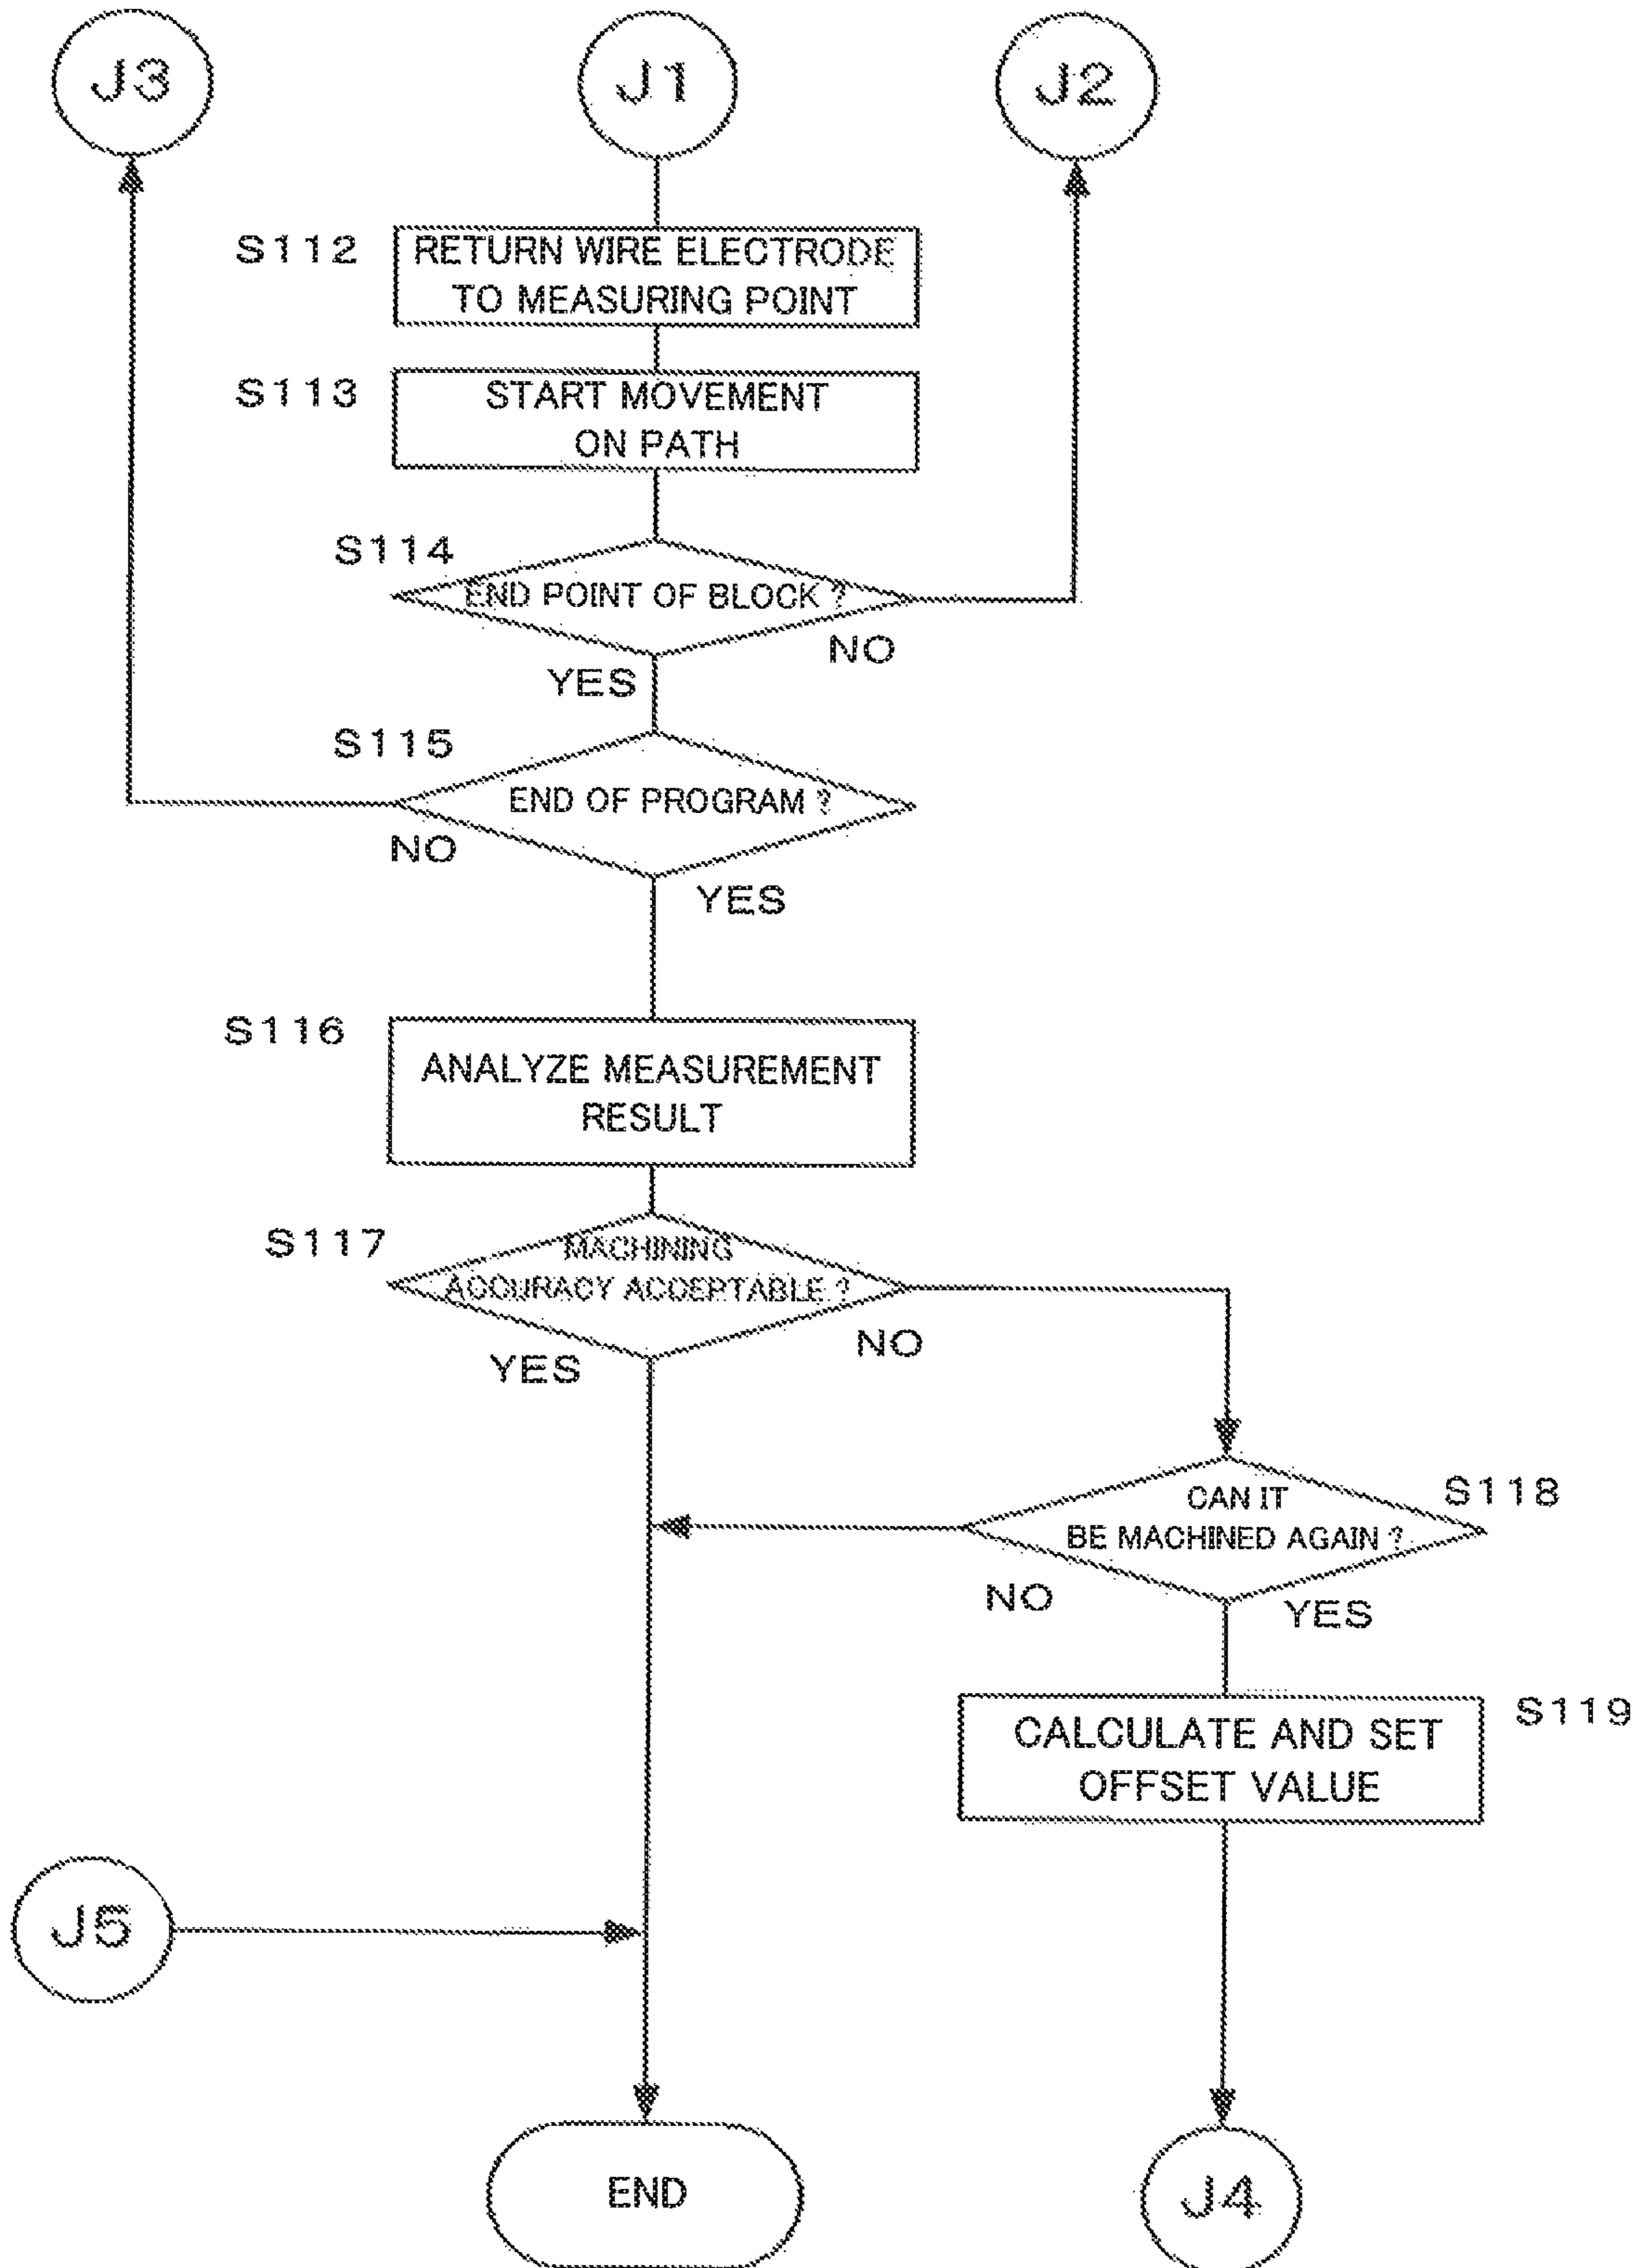 J3
J1
J2
S112
RETURN WIRE ELECTRODE
TO MEASURING POINT
S113
START MOVEMENT
ON PATH
S114
END POINT OF BLOCK ?
NO
YES
S115
END OF PROGRAM ?
NO
YES
S116
ANALYZE MEASUREMENT
RESULT
S117
MACHINING
ACCURACY ACCEPTABLE ?
NO
YES
S118
CAN IT
BE MACHINED AGAIN ?
NO
YES
S119
CALCULATE AND SET
OFFSET VALUE
J5
END
J4